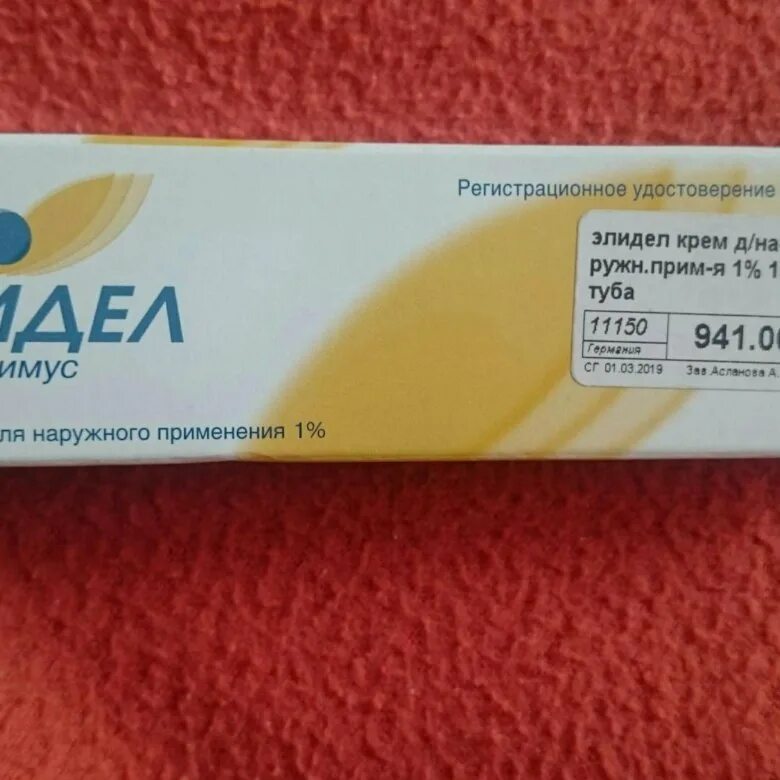 Регистрационное удостоверение
элидел крем д/на
ружн.прим-я 1% 1
туба
11150
941.00
Германия
СГ 01.03.2019 Зав.Асланова А.
ИДЕЛ
имус
ля наружного применения 1%